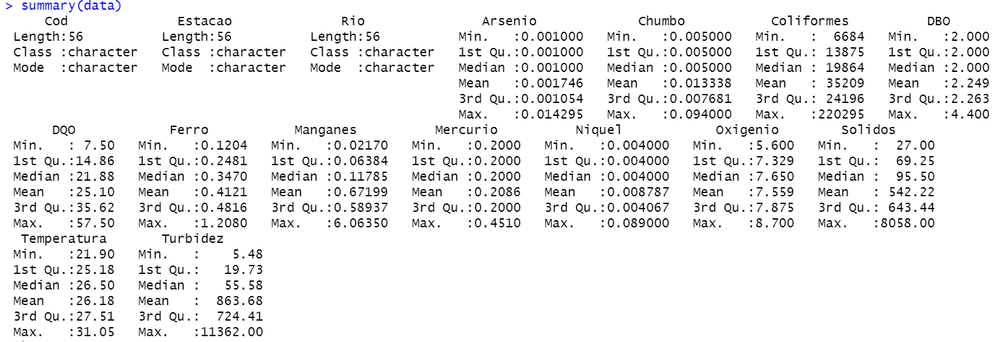 > summary(data)
     Cod              Estacao              Rio               Arsenio             Chumbo           Coliformes          DBO
 Length:56          Length:56          Length:56          Min.   :0.001000   Min.   :0.005000   Min.   :  6684   Min.   :2.000
 Class :character   Class :character   Class :character   1st Qu.:0.001000   1st Qu.:0.005000   1st Qu.: 13875   1st Qu.:2.000
 Mode  :character   Mode  :character   Mode  :character   Median :0.001000   Median :0.005000   Median : 19864   Median :2.000
                                                          Mean   :0.001746   Mean   :0.013338   Mean   : 35209   Mean   :2.249
                                                          3rd Qu.:0.001054   3rd Qu.:0.007681   3rd Qu.: 24196   3rd Qu.:2.263
                                                          Max.   :0.014295   Max.   :0.094000   Max.   :220295   Max.   :4.400
      DQO            Ferro           Manganes          Mercurio          Niquel            Oxigenio        Solidos
 Min.   : 7.50   Min.   :0.1204   Min.   :0.02170   Min.   :0.2000   Min.   :0.004000   Min.   :5.600   Min.   :  27.00
 1st Qu.:14.86   1st Qu.:0.2481   1st Qu.:0.06384   1st Qu.:0.2000   1st Qu.:0.004000   1st Qu.:7.329   1st Qu.:  69.25
 Median :21.88   Median :0.3470   Median :0.11785   Median :0.2000   Median :0.004000   Median :7.650   Median :  95.50
 Mean   :25.10   Mean   :0.4121   Mean   :0.67199   Mean   :0.2086   Mean   :0.008787   Mean   :7.559   Mean   : 542.22
 3rd Qu.:35.62   3rd Qu.:0.4816   3rd Qu.:0.58937   3rd Qu.:0.2000   3rd Qu.:0.004067   3rd Qu.:7.875   3rd Qu.: 643.44
 Max.   :57.50   Max.   :1.2080   Max.   :6.06350   Max.   :0.4510   Max.   :0.089000   Max.   :8.700   Max.   :8058.00
  Temperatura       Turbidez
 Min.   :21.90   Min.   :    5.48
 1st Qu.:25.18   1st Qu.:   19.73
 Median :26.50   Median :   55.58
 Mean   :26.18   Mean   :  863.68
 3rd Qu.:27.51   3rd Qu.:  724.41
 Max.   :31.05   Max.   :11362.00